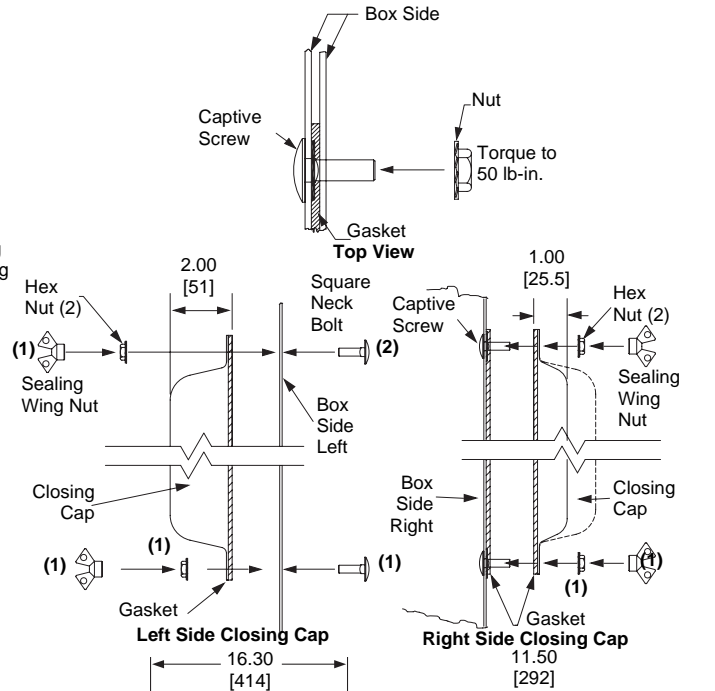 Box Side
Captive
Screw
Nut
Torque to
50 lb-in.
Gasket
Top View
g
g
Hex
Nut (2)
2.00
[51]
Square
Neck
Bolt
(1)
(2)
Sealing
Wing Nut
Box
Side
Left
Closing
Cap
(1)
(1)
(1)
Gasket
Left Side Closing Cap
16.30
[414]
1.00
[25.5]
Captive
Screw
Hex
Nut (2)
Sealing
Wing
Nut
Box
Side
Right
Closing
Cap
(1)
(1)
Gasket
Right Side Closing Cap
11.50
[292]